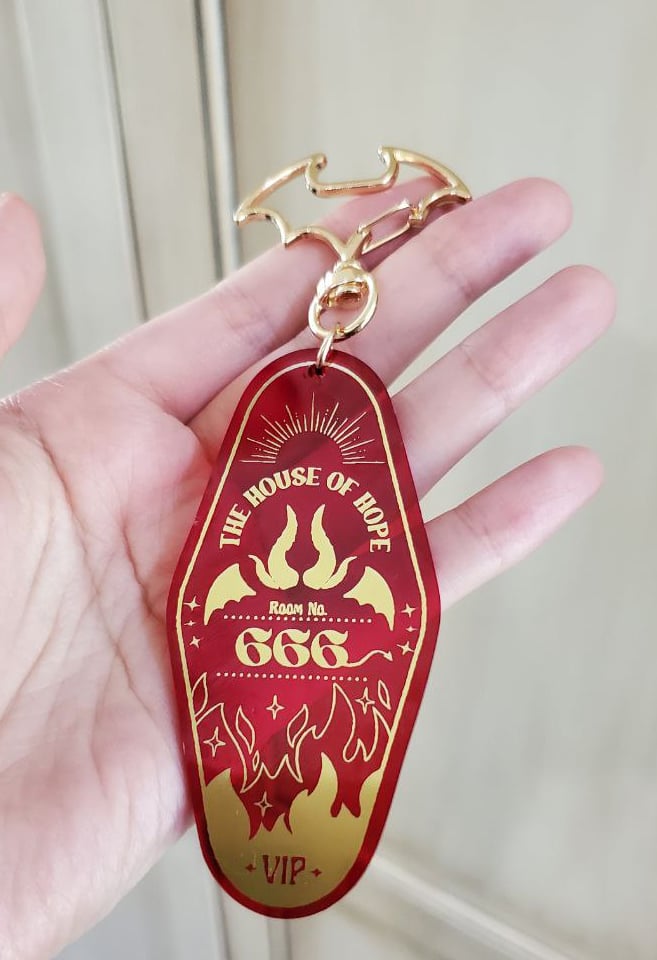 THE HOUSE OF HOPE
Room No.
666
VIP